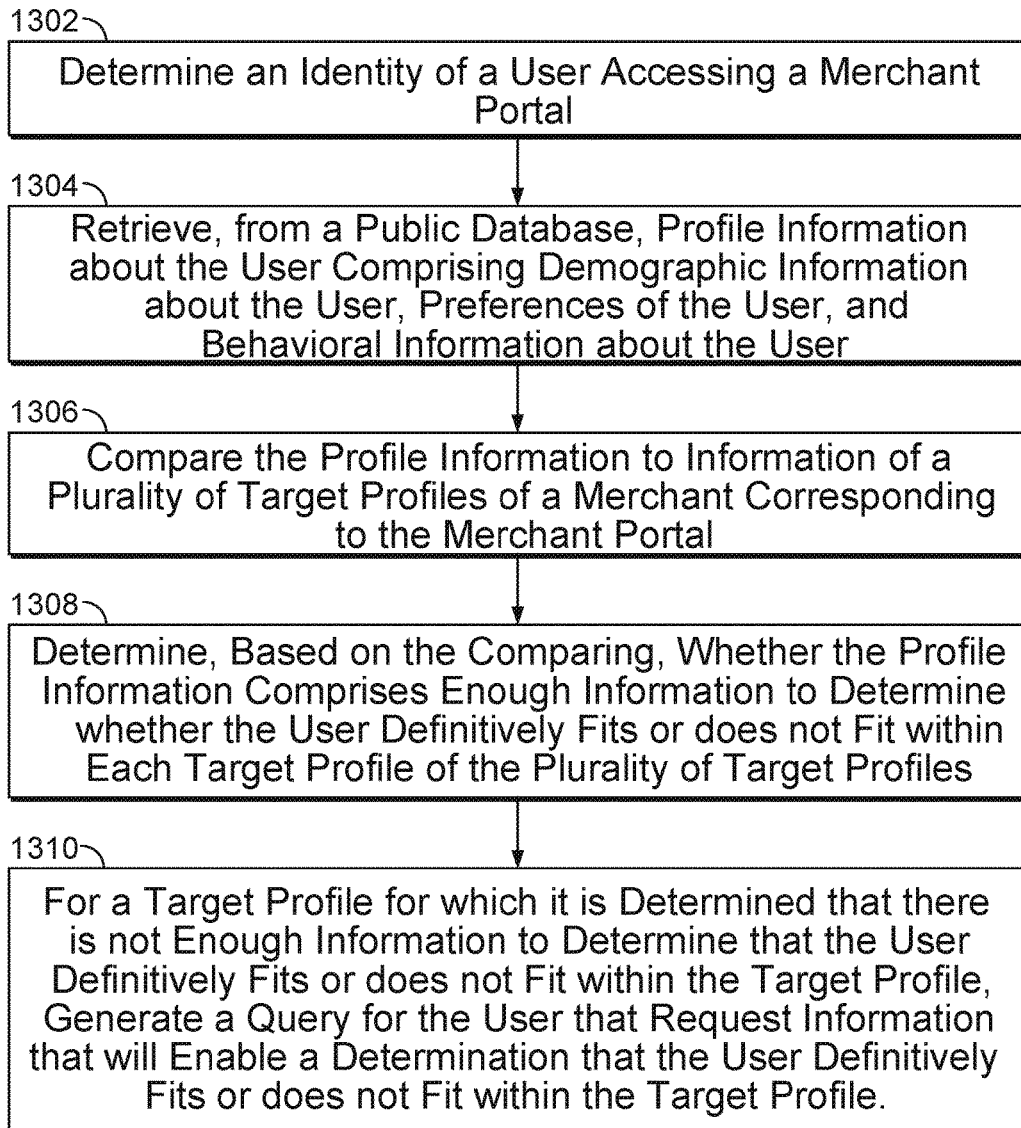 1302
Determine an Identity of a User Accessing a Merchant
Portal
1304
Retrieve, from a Public Database, Profile Information
about the User Comprising Demographic Information
about the User, Preferences of the User, and
Behavioral Information about the User
1306
Compare the Profile Information to Information of a
Plurality of Target Profiles of a Merchant Corresponding
to the Merchant Portal
1308
Determine, Based on the Comparing, Whether the Profile
Information Comprises Enough Information to Determine
whether the User Definitively Fits or does not Fit within
Each Target Profile of the Plurality of Target Profiles
1310
For a Target Profile for which it is Determined that there
is not Enough Information to Determine that the User
Definitively Fits or does not Fit within the Target Profile,
Generate a Query for the User that Request Information
that will Enable a Determination that the User Definitively
Fits or does not Fit within the Target Profile.